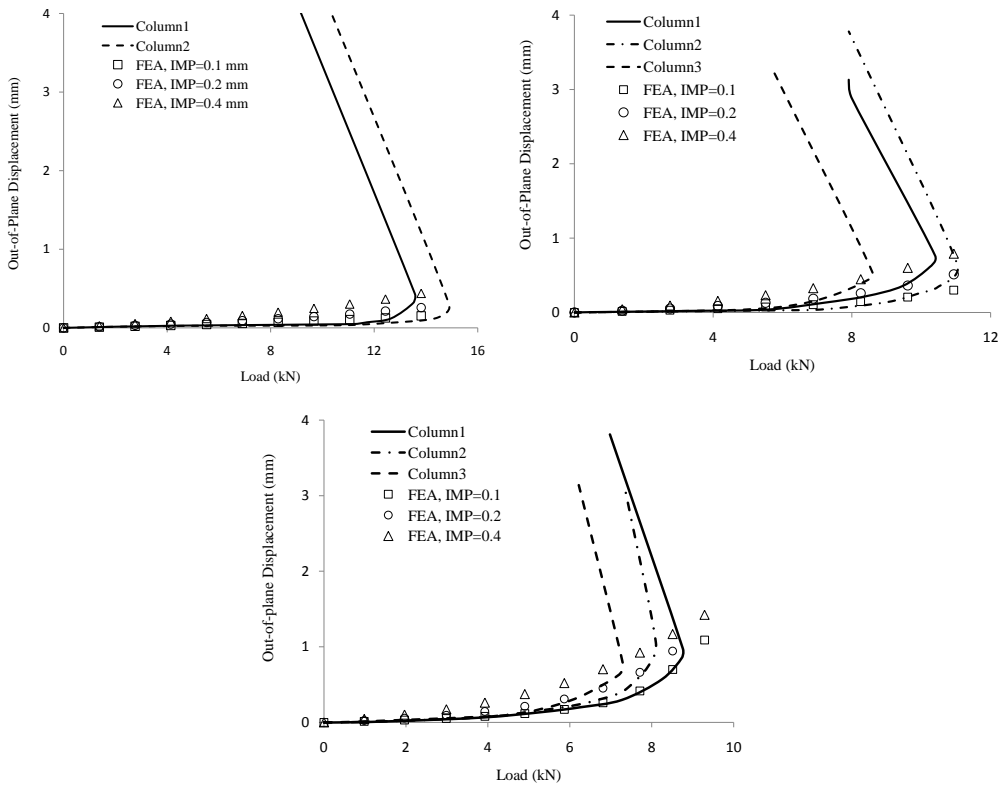 4
3
2
1
0
0
4
8
12
16
Out-of-Plane Displacement (mm)
Load (kN)
Column1
Column2
FEA, IMP=0.1 mm
FEA, IMP=0.2 mm
FEA, IMP=0.4 mm
4
3
2
1
0
0
4
8
12
Out-of-Plane Displacement (mm)
Load (kN)
Column1
Column2
Column3
FEA, IMP=0.1
FEA, IMP=0.2
FEA, IMP=0.4
4
3
2
1
0
0
2
4
6
8
10
Out-of-plane Displacement (mm)
Load (kN)
Column1
Column2
Column3
FEA, IMP=0.1
FEA, IMP=0.2
FEA, IMP=0.4